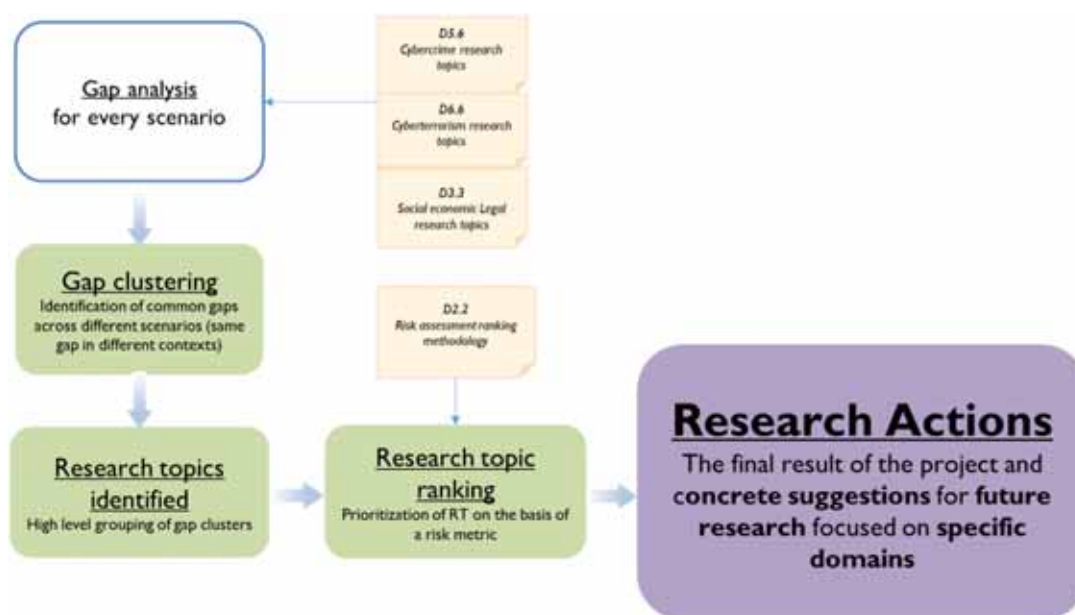 Gap analysis
for every scenario
D5.6
Cybercrime research
topics
D6.6
Cyberterrorism research
topics
D3.3
Social economic Legal
research topics
Gap clustering
Identification of common gaps
across different scenarios (same
gap in different contexts)
D2.2
Risk assessment ranking
methodology
Research topics
identified
High level grouping of gap clusters
Research topic
ranking
Prioritization of RT on the basis of
a risk metric
Research Actions
The final result of the project and
concrete suggestions for future
research focused on specific
domains